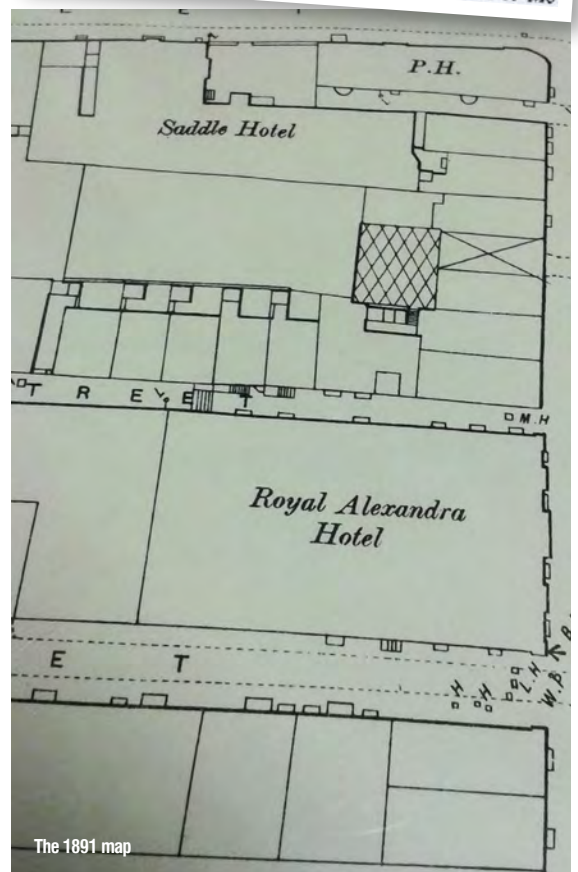 E T
P.H.
Saddle Hotel
T R E E T
M.H
Royal Alexandra
Hotel
E T
H H L.H
W.B
The 1891 map